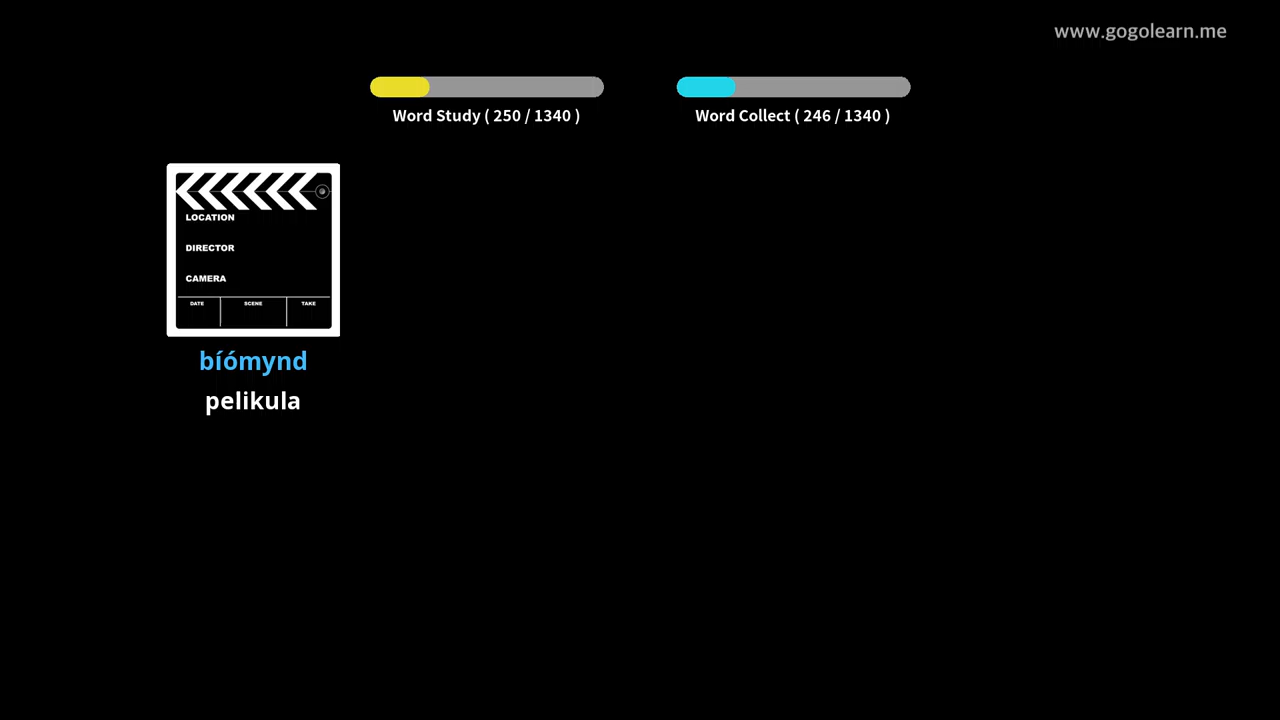 www.gogolearn.me
Word Study ( 250 / 1340 )
Word Collect ( 246 / 1340 )
LOCATION
DIRECTOR
CAMERA
DATE SCENE TAKE
bíómynd
pelikula